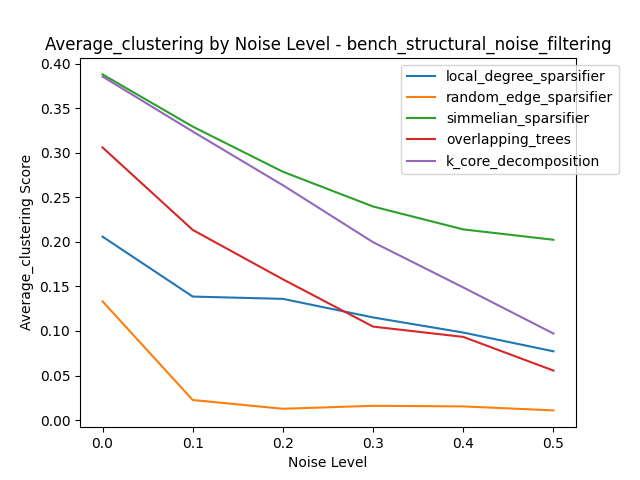 Average_clustering by Noise Level - bench_structural_noise_filtering
local_degree_sparsifier
random_edge_sparsifier
simmelian_sparsifier
overlapping_trees
k_core_decomposition
Average_clustering Score
0.40
0.35
0.30
0.25
0.20
0.15
0.10
0.05
0.00
0.0 0.1 0.2 0.3 0.4 0.5
Noise Level